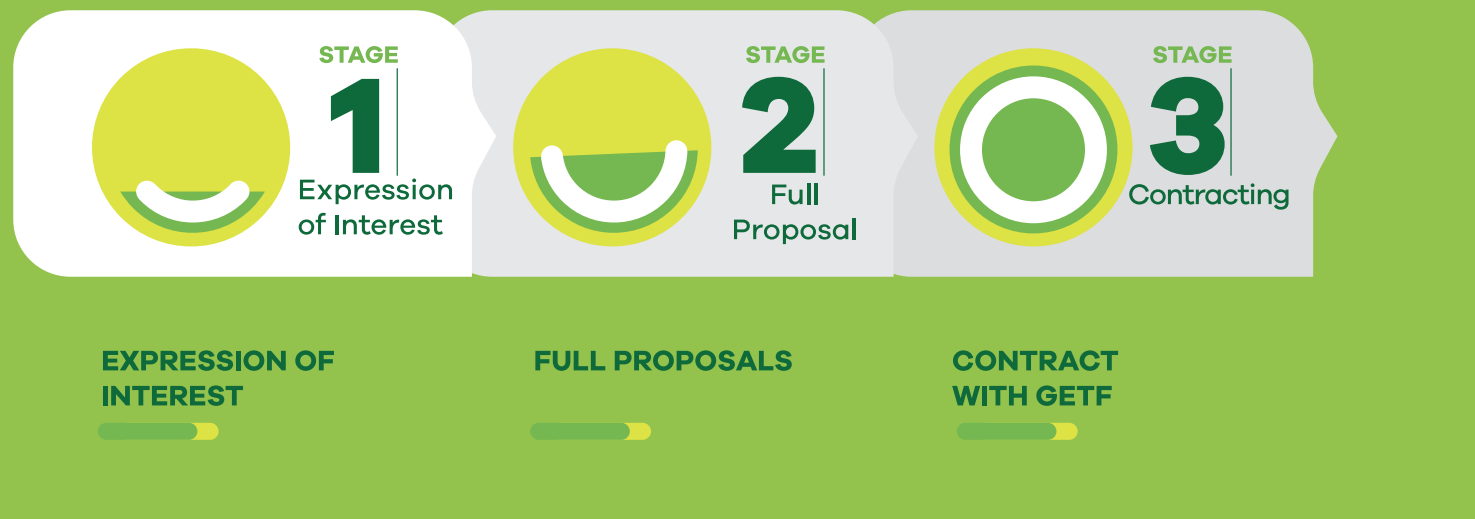 STAGE
1
Expression
of Interest
STAGE
2
Full
Proposal
STAGE
3
Contracting
EXPRESSION OF
INTEREST
FULL PROPOSALS
CONTRACT
WITH GETF